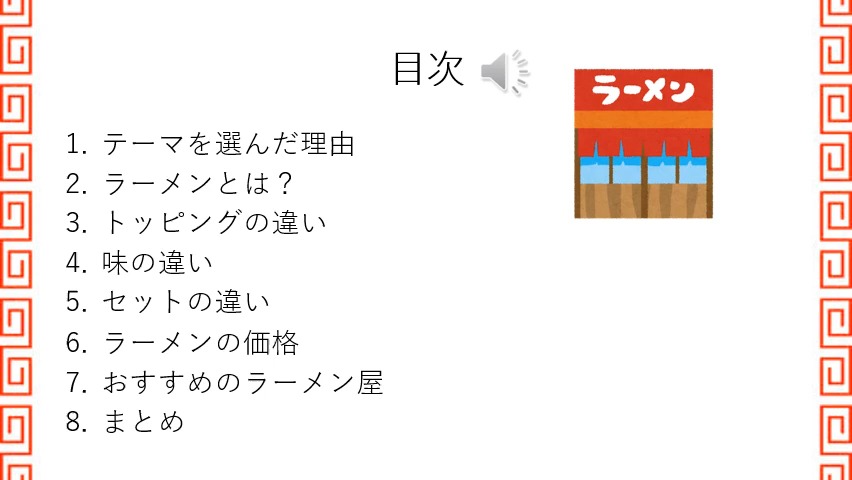 目次
ラーメン
1. テーマを選んだ理由
2. ラーメンとは？
3. トッピングの違い
4. 味の違い
5. セットの違い
6. ラーメンの価格
7. おすすめのラーメン屋
8. まとめ